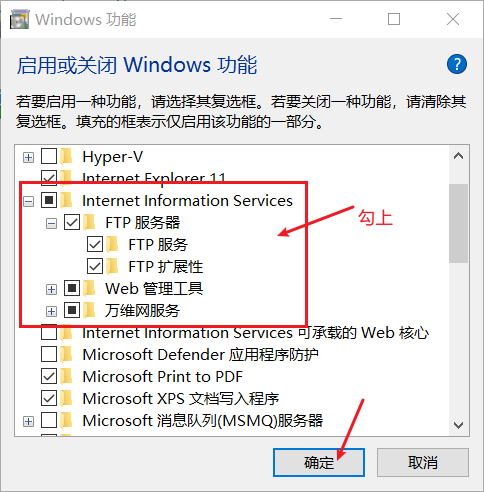 Windows 功能
启用或关闭 Windows 功能
?
若要启用一种功能，请选择其复选框。若要关闭一种功能，请清除其
复选框。填充的框表示仅启用该功能的一部分。
Hyper-V
Internet Explorer 11
Internet Information Services
FTP 服务器
勾上
FTP 服务
FTP 扩展性
Web 管理工具
万维网服务
Internet Information Services 可承载的 Web 核心
Microsoft Defender 应用程序防护
Microsoft Print to PDF
Microsoft XPS 文档写入程序
Microsoft 消息队列(MSMQ)服务器
确定
取消